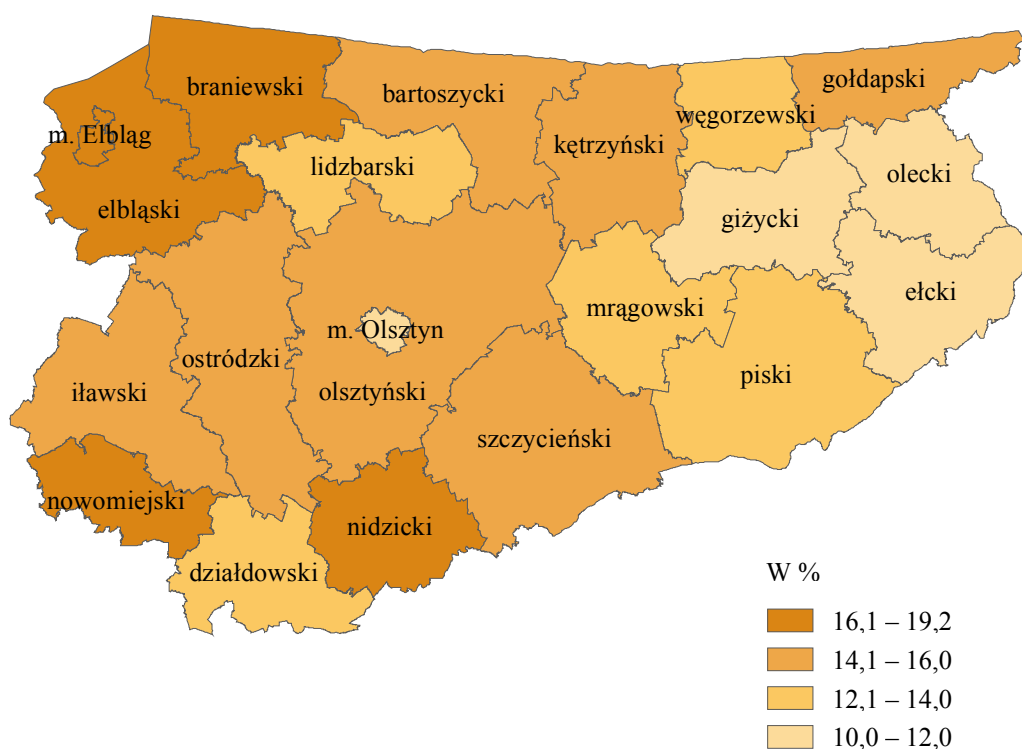 gołdapski
braniewski
bartoszycki
węgorzewski
m. Elbląg
kętrzyński
lidzbarski
olecki
elbląski
giżycki
ełcki
mrągowski
m. Olsztyn
ostródzki
piski
iławski
olsztyński
szczycieński
nowomiejski
nidzicki
działdowski
W %
16,1 – 19,2
14,1 – 16,0
12,1 – 14,0
10,0 – 12,0